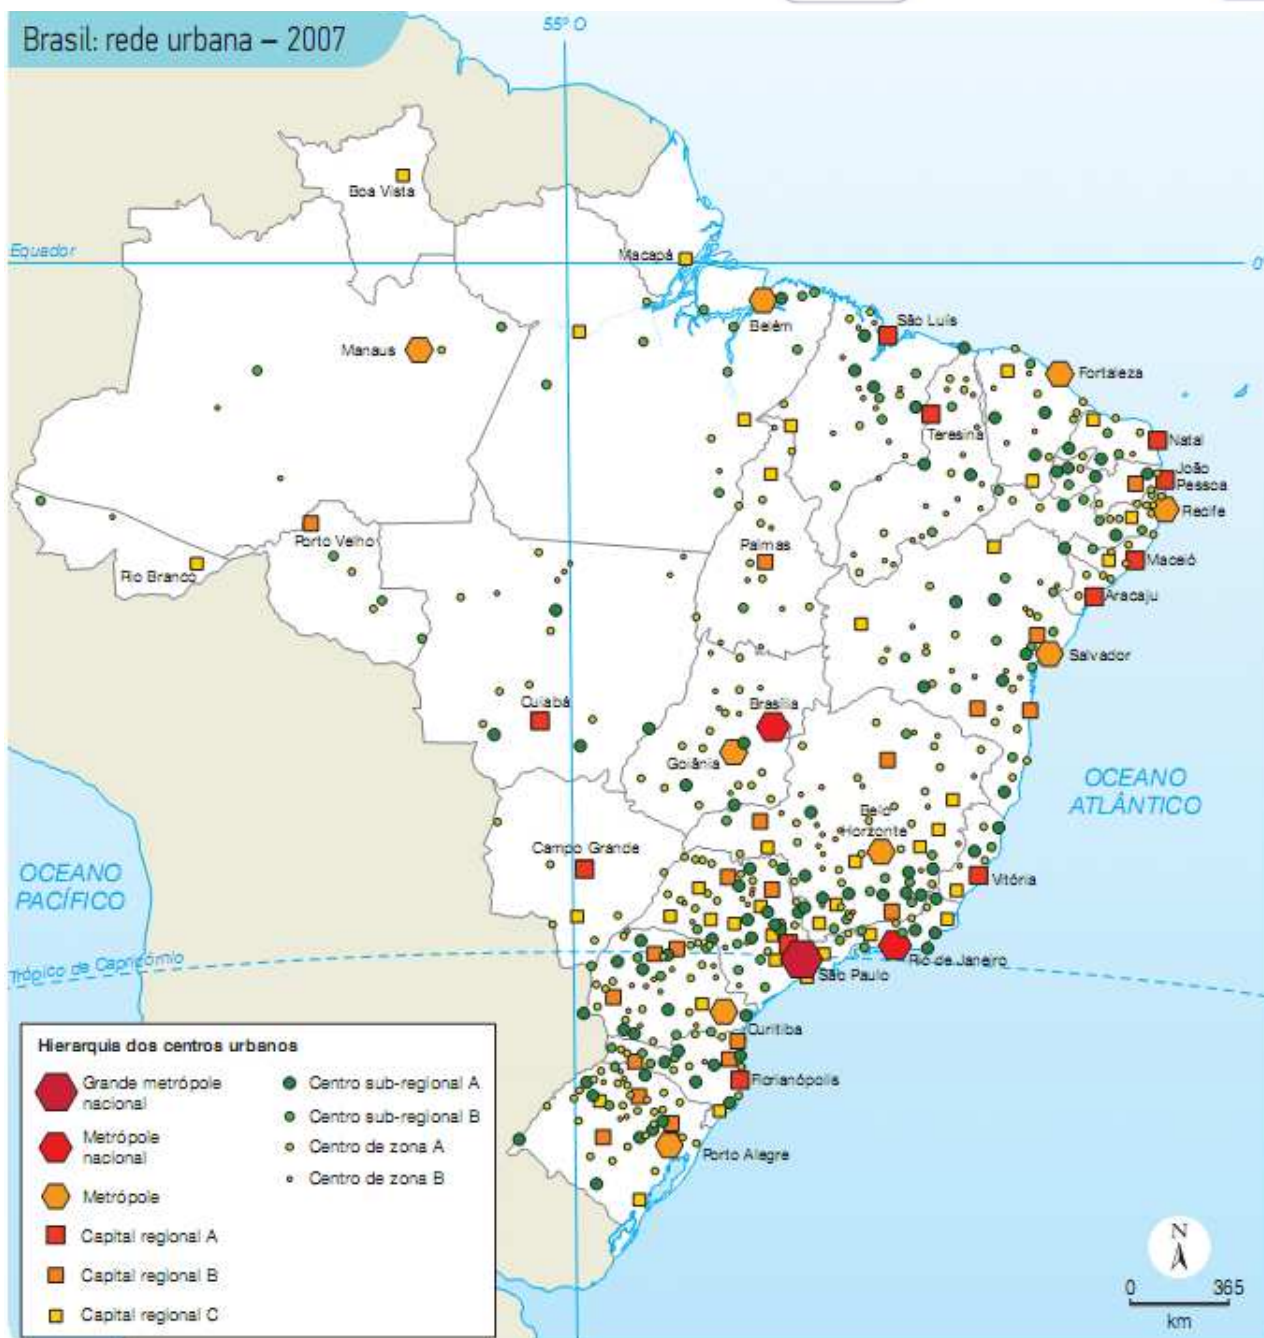 Brasil: rede urbana – 2007
55º O
Boa Vista
Equador
0º
Macapá
Belém
São Luís
Manaus
Fortaleza
Teresina
Natal
João
Pessoa
Recife
Porto Velho
Palmas
Rio Branco
Maceió
Aracaju
Salvador
Cuiabá
Brasília
Goiânia
OCEANO
ATLÂNTICO
Belo
Horzonte
Campo Grande
Vitória
OCEANO
PACÍFICO
Trópico de Capricórnio
Rio de Janeiro
São Paulo
Curitiba
Florianópolis
Porto Alegre
Hierarquia dos centros urbanos
Grande metrópole
nacional
Metrópole
nacional
Metrópole
Capital regional A
Capital regional B
Capital regional C
Centro sub-regional A
Centro sub-regional B
Centro de zona A
Centro de zona B
N
0 365
km